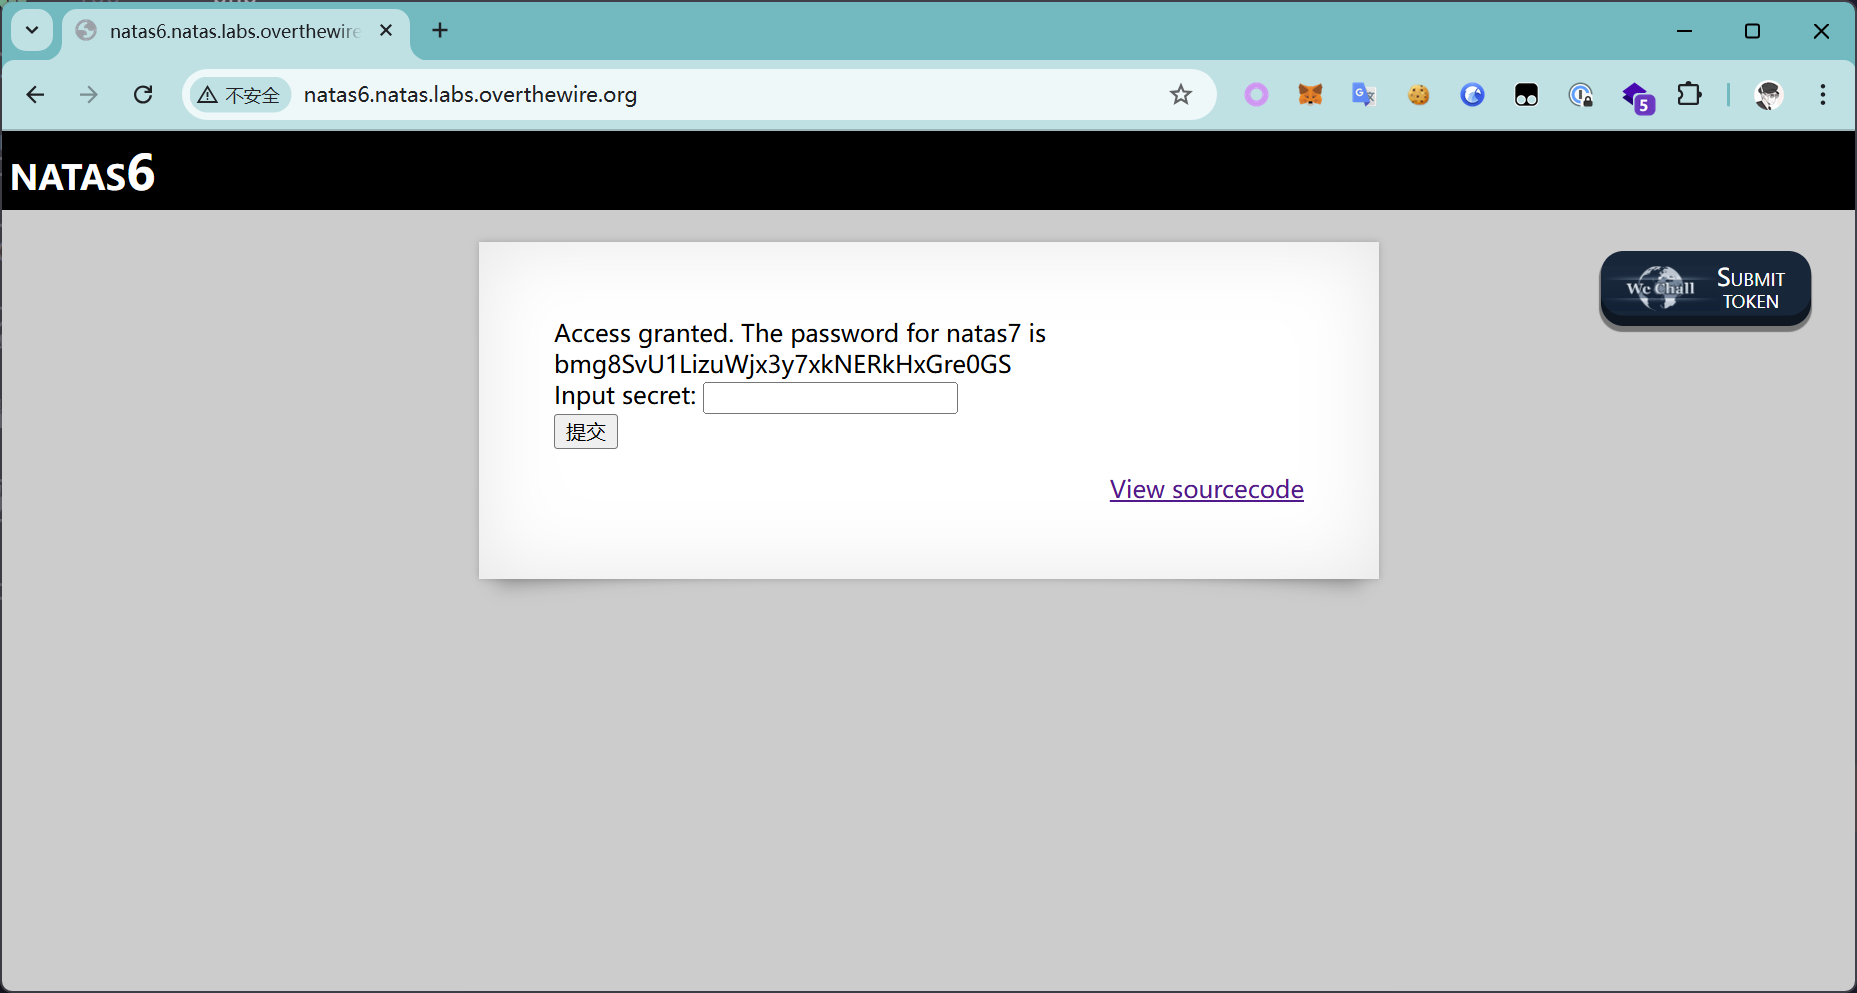 natas6.natas.labs.overthewire
不安全
natas6.natas.labs.overthewire.org
5
NATAS6
We Chall
SUBMIT
TOKEN
Access granted. The password for natas7 is
bmg8SvU1LizuWjx3y7xkNERkHxGre0GS
Input secret:
提交
View sourcecode